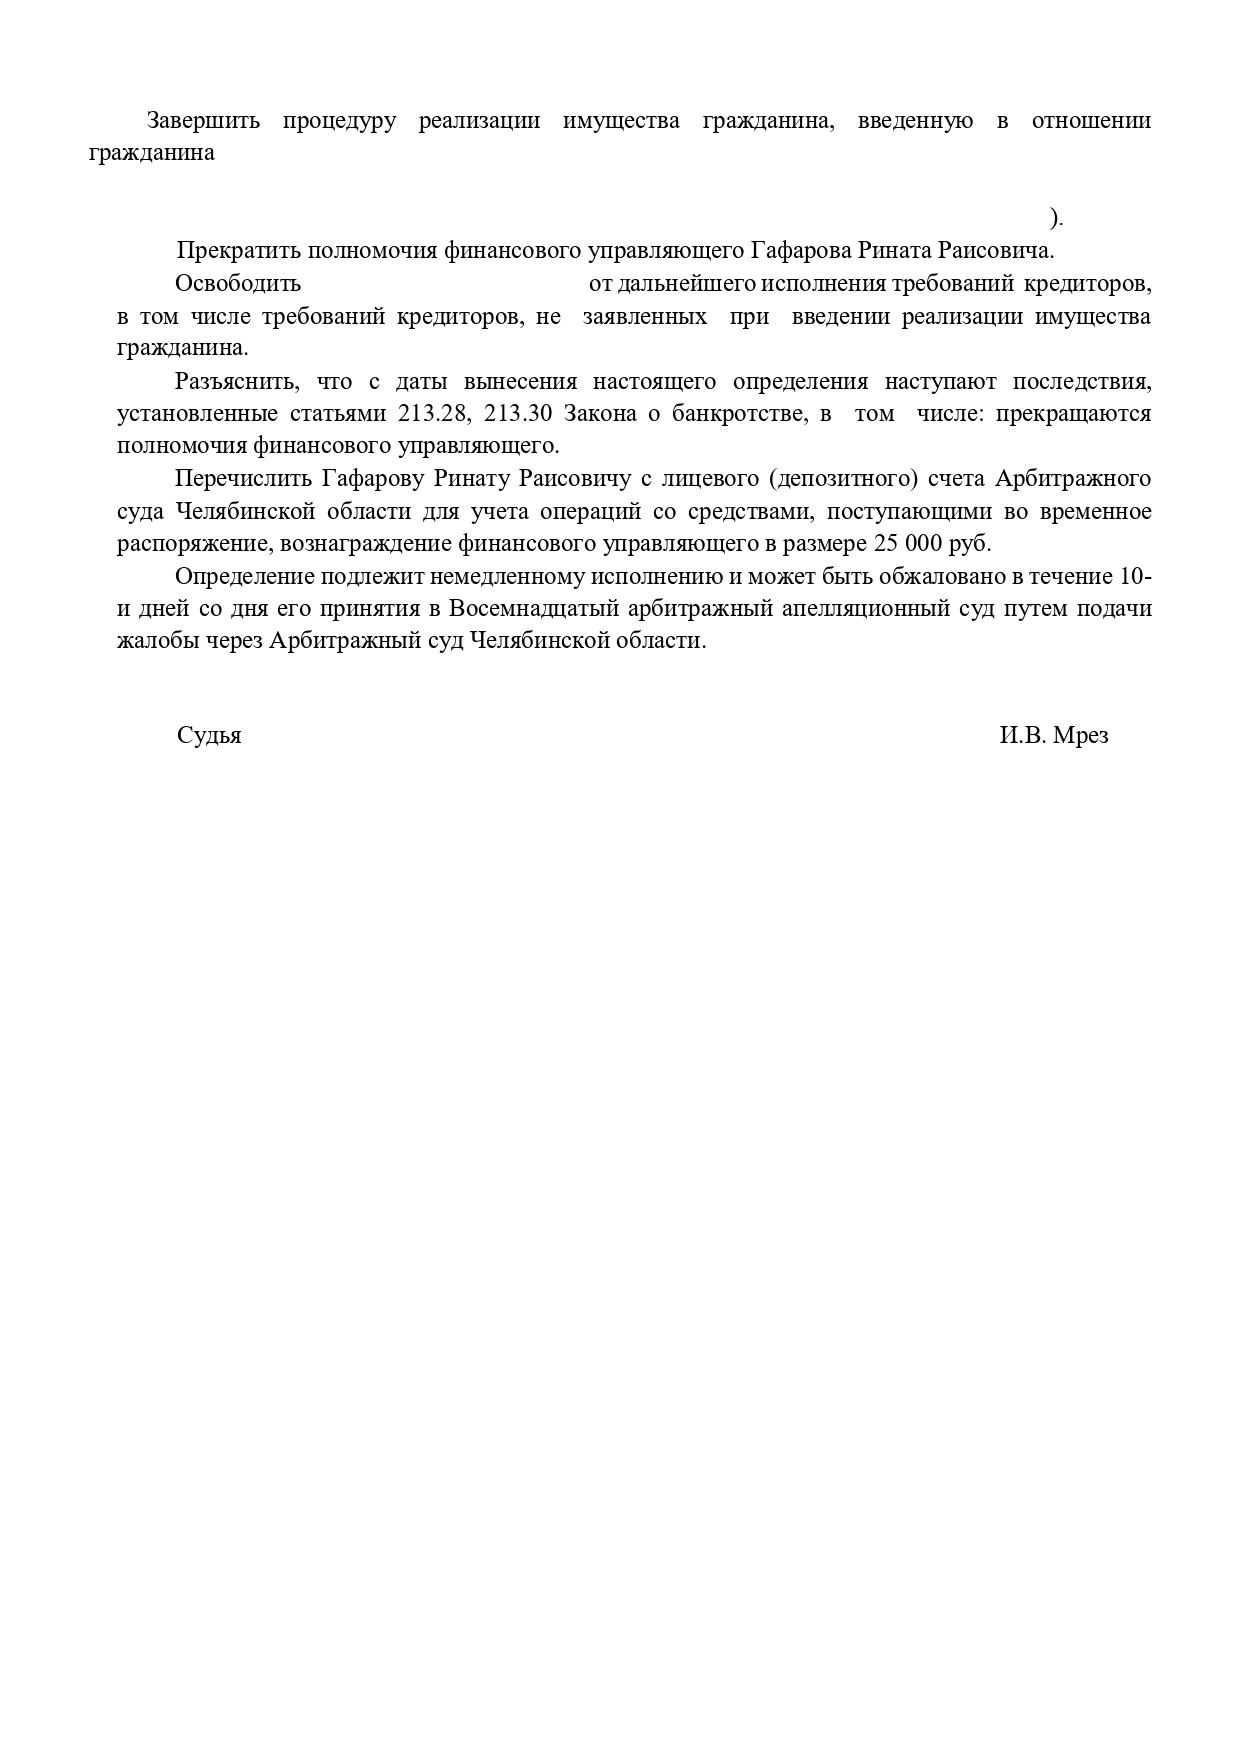 Завершить процедуру реализации имущества гражданина, введенную в отношении
гражданина
).
Прекратить полномочия финансового управляющего Гафарова Рината Раисовича.
Освободить от дальнейшего исполнения требований кредиторов,
в том числе требований кредиторов, не заявленных при введении реализации имущества
гражданина.
Разъяснить, что с даты вынесения настоящего определения наступают последствия,
установленные статьями 213.28, 213.30 Закона о банкротстве, в том числе: прекращаются
полномочия финансового управляющего.
Перечислить Гафарову Ринату Раисовичу с лицевого (депозитного) счета Арбитражного
суда Челябинской области для учета операций со средствами, поступающими во временное
распоряжение, вознаграждение финансового управляющего в размере 25 000 руб.
Определение подлежит немедленному исполнению и может быть обжаловано в течение 10-
и дней со дня его принятия в Восемнадцатый арбитражный апелляционный суд путем подачи
жалобы через Арбитражный суд Челябинской области.
Судья И.В. Мрез